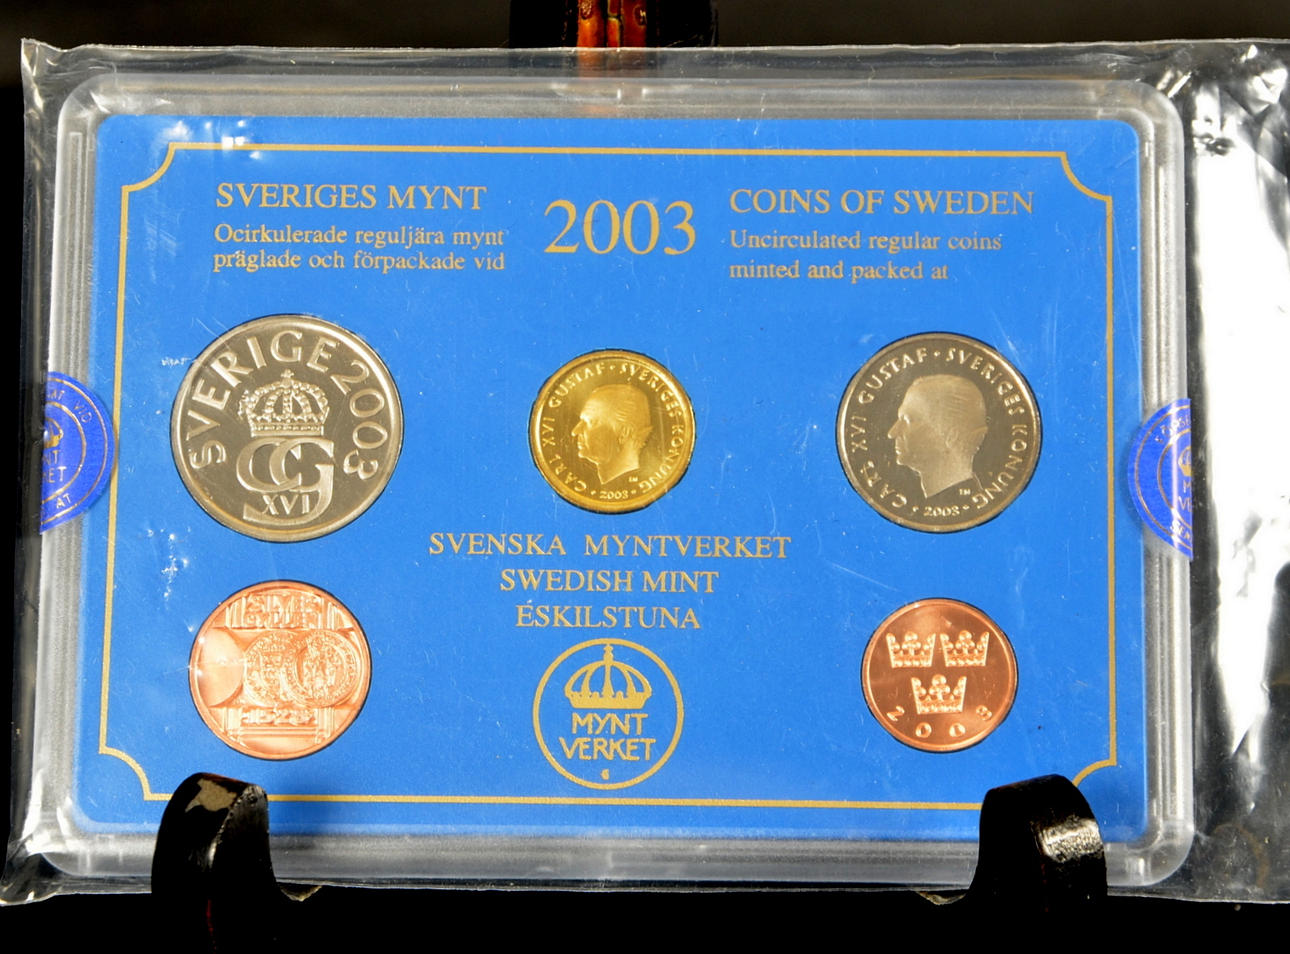 SVERIGES MYNT
Ocirkulerade reguljära mynt
präglade och förpackade vid
2003
COINS OF SWEDEN
Uncirculated regular coins
minted and packed at
SVERIGE 2003
XVI
CARL XVI GUSTAF · SVERIGES KONUNG
· 2003 ·
CARL XVI GUSTAF · SVERIGES KONUNG
· 2003 ·
SVENSKA MYNTVERKET
SWEDISH MINT
ESKILSTUNA
2003
MYNT
VERKET